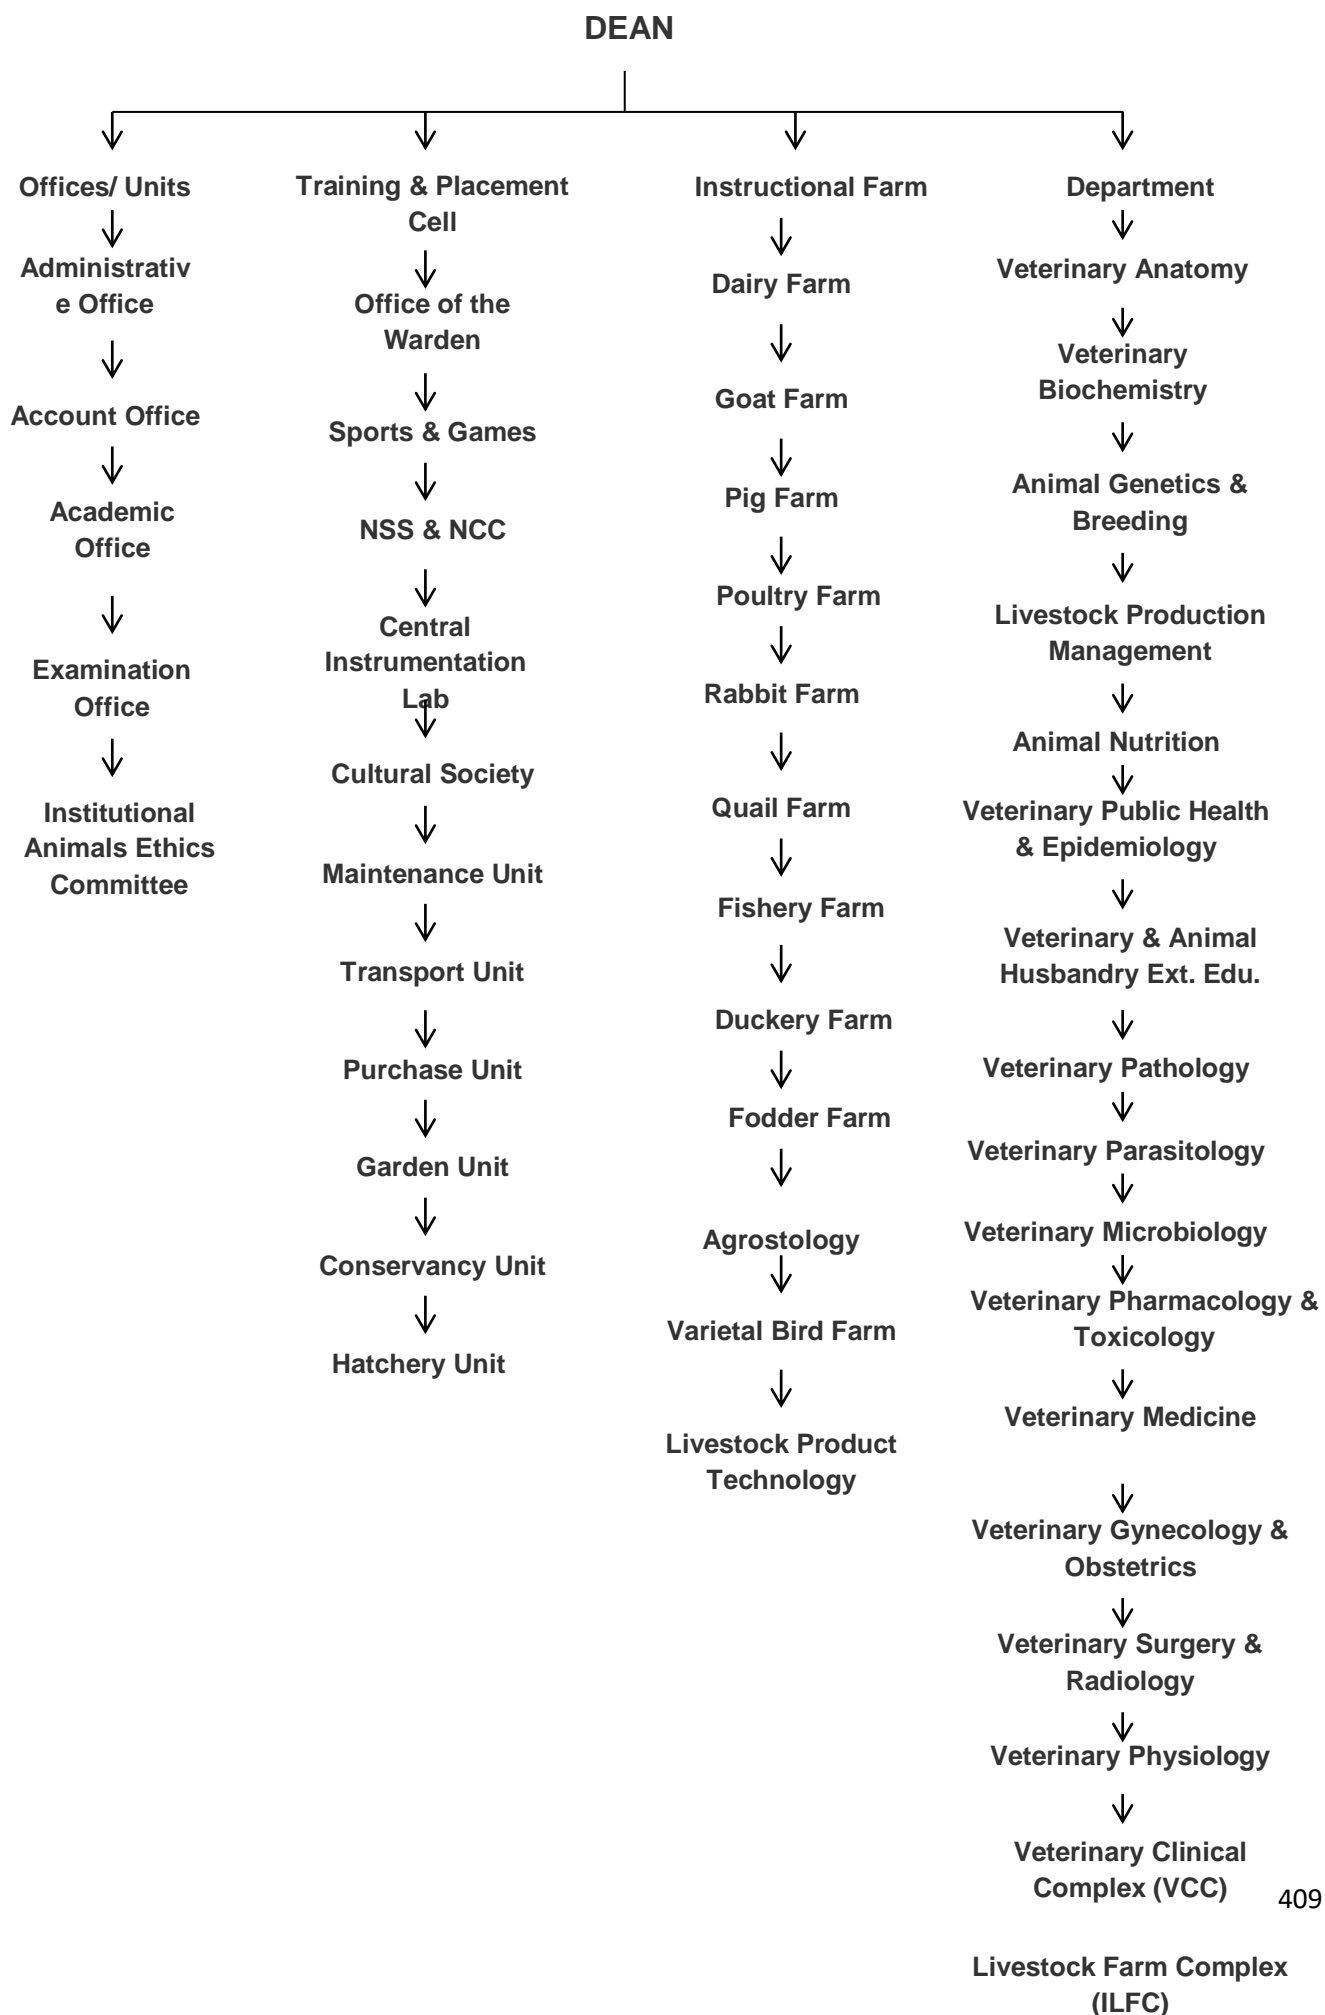 DEAN
Offices/ Units
Administrativ
e Office
Account Office
Academic
Office
Examination
Office
Institutional
Animals Ethics
Committee
Training & Placement
Cell
Office of the
Warden
Sports & Games
NSS & NCC
Central
Instrumentation
Lab
Cultural Society
Maintenance Unit
Transport Unit
Purchase Unit
Garden Unit
Conservancy Unit
Hatchery Unit
Instructional Farm
Dairy Farm
Goat Farm
Pig Farm
Poultry Farm
Rabbit Farm
Quail Farm
Fishery Farm
Duckery Farm
Fodder Farm
Agrostology
Varietal Bird Farm
Livestock Product
Technology
Department
Veterinary Anatomy
Veterinary
Biochemistry
Animal Genetics &
Breeding
Livestock Production
Management
Animal Nutrition
Veterinary Public Health
& Epidemiology
Veterinary & Animal
Husbandry Ext. Edu.
Veterinary Pathology
Veterinary Parasitology
Veterinary Microbiology
Veterinary Pharmacology &
Toxicology
Veterinary Medicine
Veterinary Gynecology &
Obstetrics
Veterinary Surgery &
Radiology
Veterinary Physiology
Veterinary Clinical
Complex (VCC)
Livestock Farm Complex
(ILFC)
409